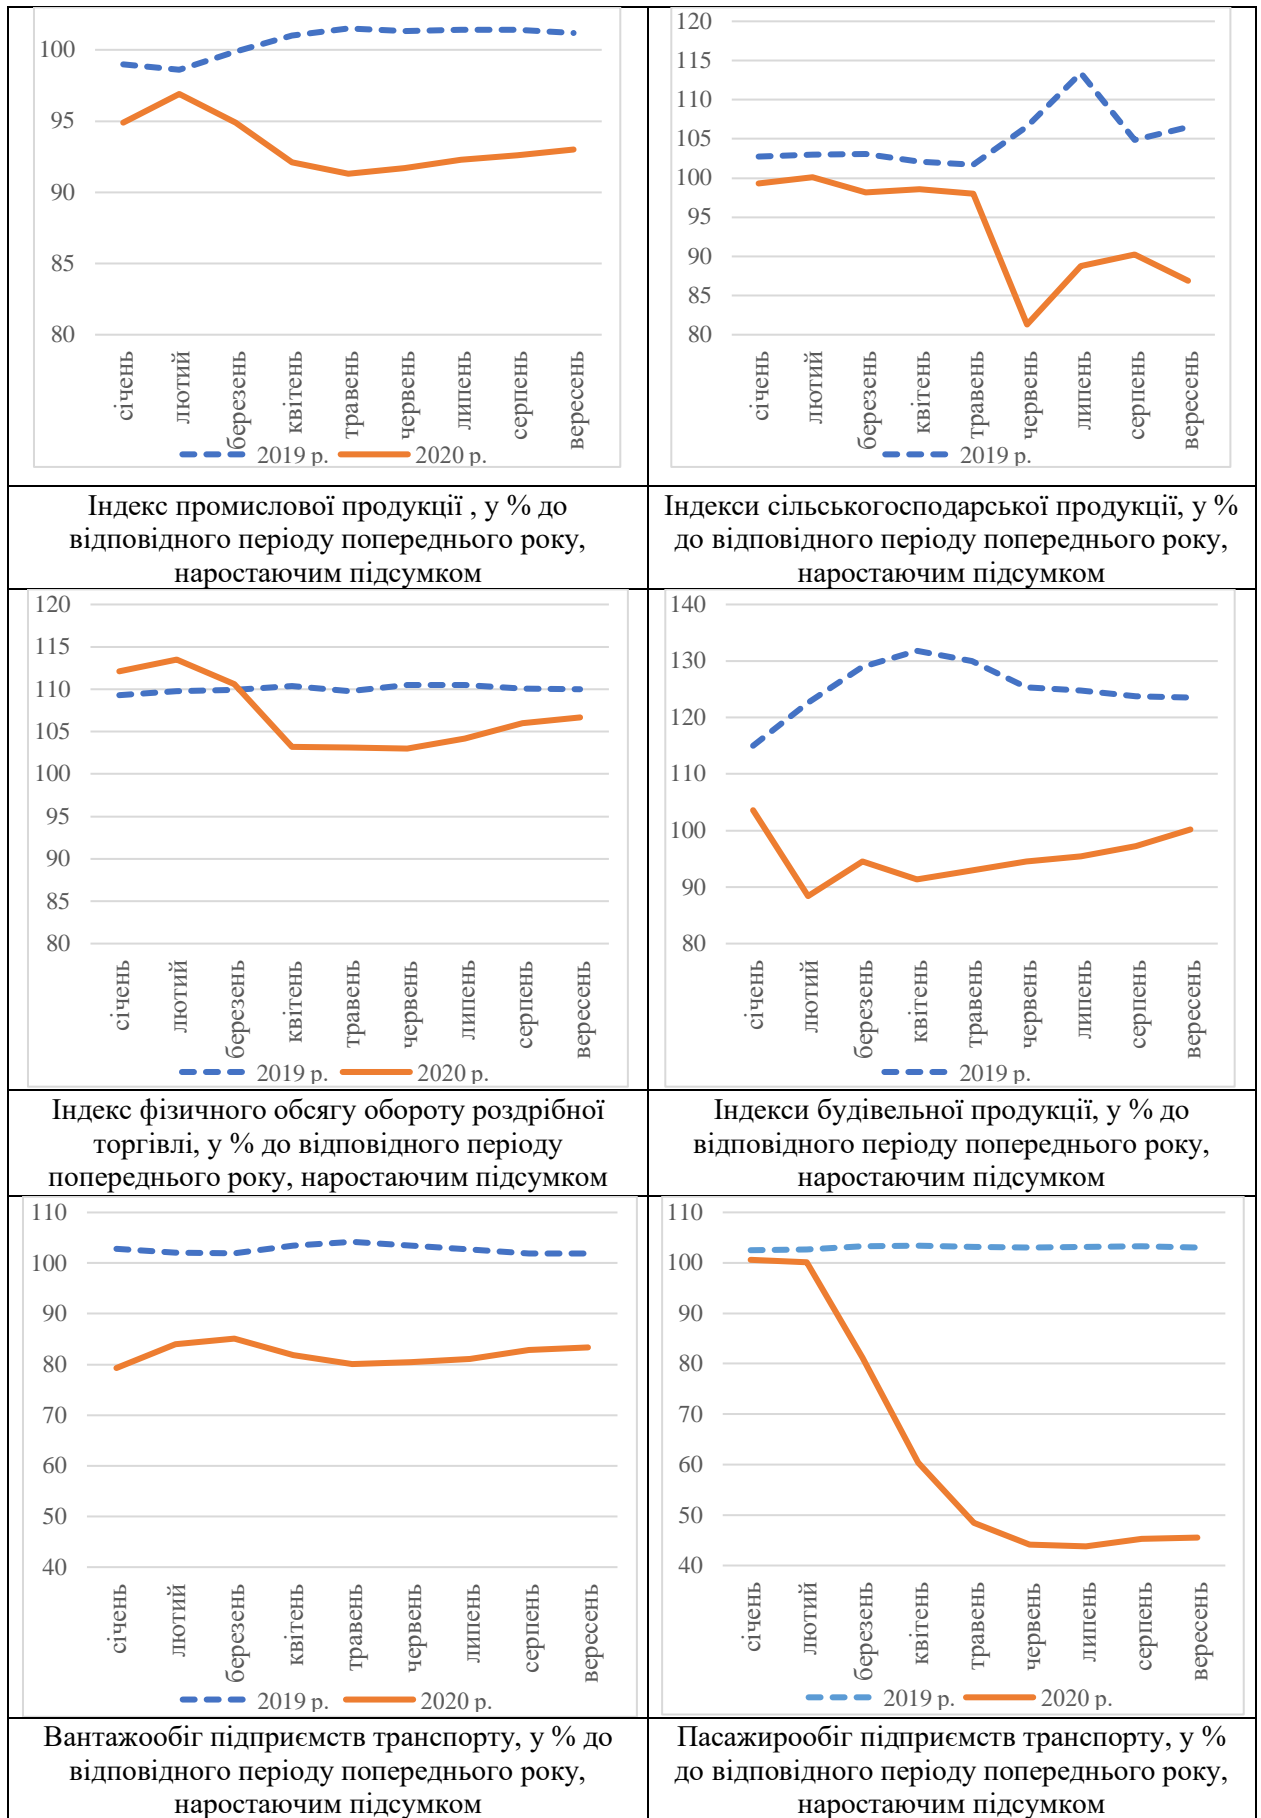 100
95
90
85
80
січень
лютий
березень
квітень
травень
червень
липень
серпень
вересень
2019 р.
2020 р.
120
115
110
105
100
95
90
85
80
січень
лютий
березень
квітень
травень
червень
липень
серпень
вересень
2019 р.
Індекс промислової продукції , у % до
відповідного періоду попереднього року,
наростаючим підсумком
Індекси сільськогосподарської продукції, у %
до відповідного періоду попереднього року,
наростаючим підсумком
120
115
110
105
100
95
90
85
80
січень
лютий
березень
квітень
травень
червень
липень
серпень
вересень
2019 р.
2020 р.
140
130
120
110
100
90
80
січень
лютий
березень
квітень
травень
червень
липень
серпень
вересень
2019 р.
Індекс фізичного обсягу обороту роздрібної
торгівлі, у % до відповідного періоду
попереднього року, наростаючим підсумком
Індекси будівельної продукції, у % до
відповідного періоду попереднього року,
наростаючим підсумком
110
100
90
80
70
60
50
40
січень
лютий
березень
квітень
травень
червень
липень
серпень
вересень
2019 р.
2020 р.
110
100
90
80
70
60
50
40
січень
лютий
березень
квітень
травень
червень
липень
серпень
вересень
2019 р.
2020 р.
Вантажообіг підприємств транспорту, у % до
відповідного періоду попереднього року,
наростаючим підсумком
Пасажирообіг підприємств транспорту, у %
до відповідного періоду попереднього року,
наростаючим підсумком